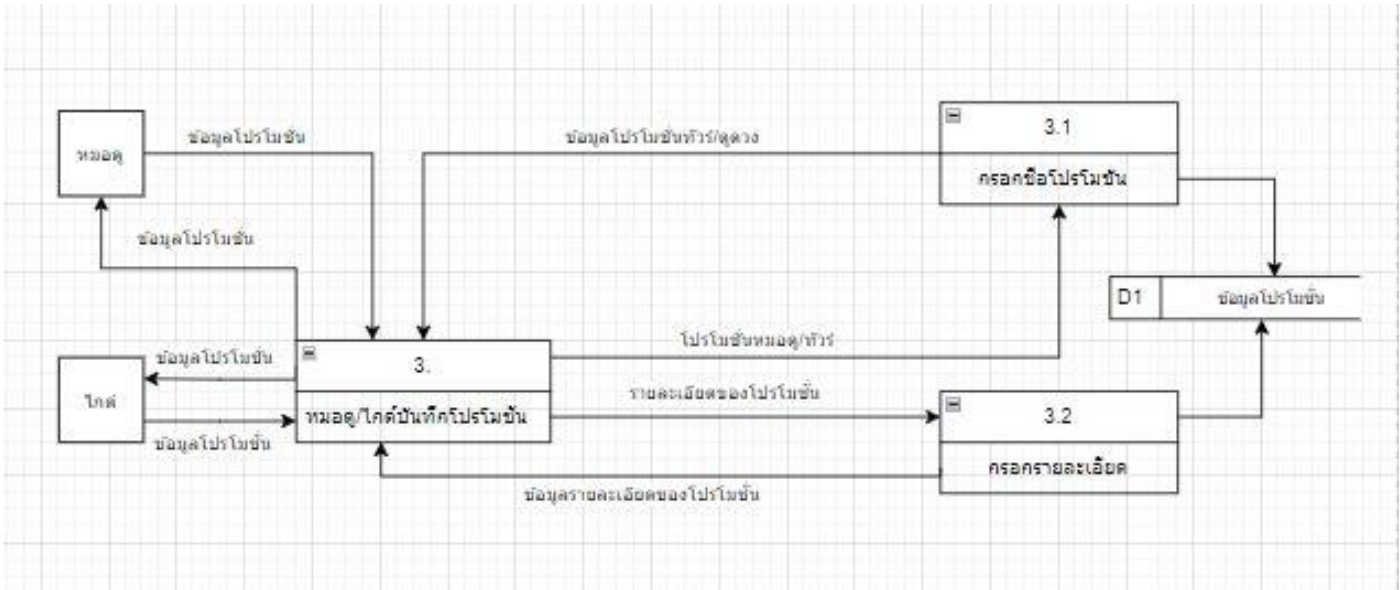 หมอดู
ข้อมูลโปรโมชั่น
ข้อมูลโปรโมชั่นทัวร์/ดูดวง
3.1
กรอกชื่อโปรโมชั่น
ข้อมูลโปรโมชั่น
D1
ข้อมูลโปรโมชั่น
ไกด์
ข้อมูลโปรโมชั่น
ข้อมูลโปรโมชั่น
3.
หมอดู/ไกด์บันทึกโปรโมชั่น
โปรโมชั่นหมอดู/ทัวร์
รายละเอียดของโปรโมชั่น
3.2
กรอกรายละเอียด
ข้อมูลรายละเอียดของโปรโมชั่น